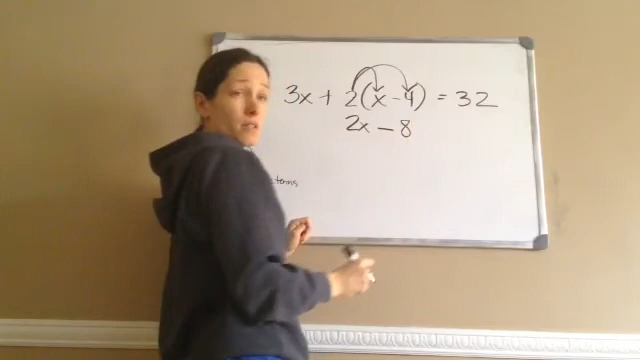 3x + 2(x - 4) = 32
2x - 8
terms